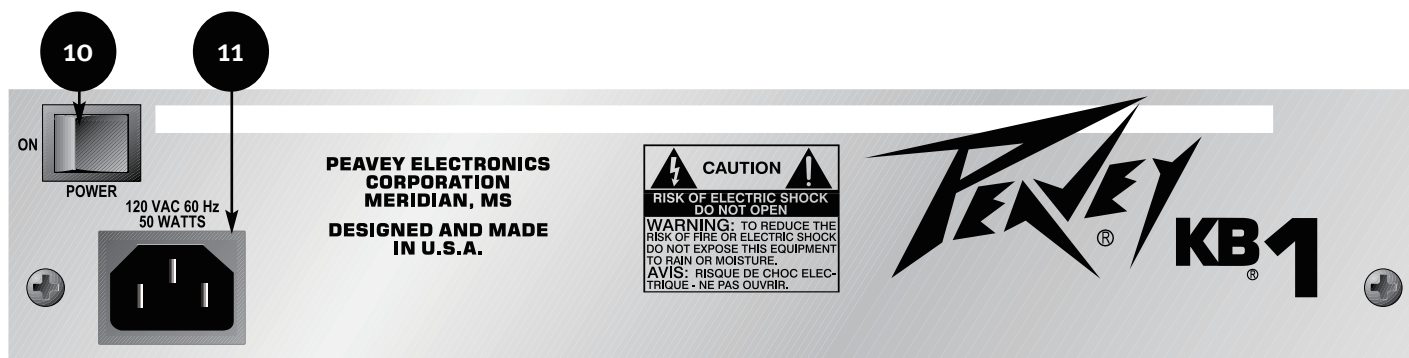 10
11
ON
POWER
120 VAC 60 Hz
50 WATTS
PEAVEY ELECTRONICS
CORPORATION
MERIDIAN, MS
DESIGNED AND MADE
IN U.S.A.
CAUTION
RISK OF ELECTRIC SHOCK
DO NOT OPEN
WARNING: TO REDUCE THE
RISK OF FIRE OR ELECTRIC SHOCK
DO NOT EXPOSE THIS EQUIPMENT
TO RAIN OR MOISTURE.
AVIS: RISQUE DE CHOC ELEC-
TRIQUE - NE PAS OUVRIR.
PEAVEY ®
KB1 ®